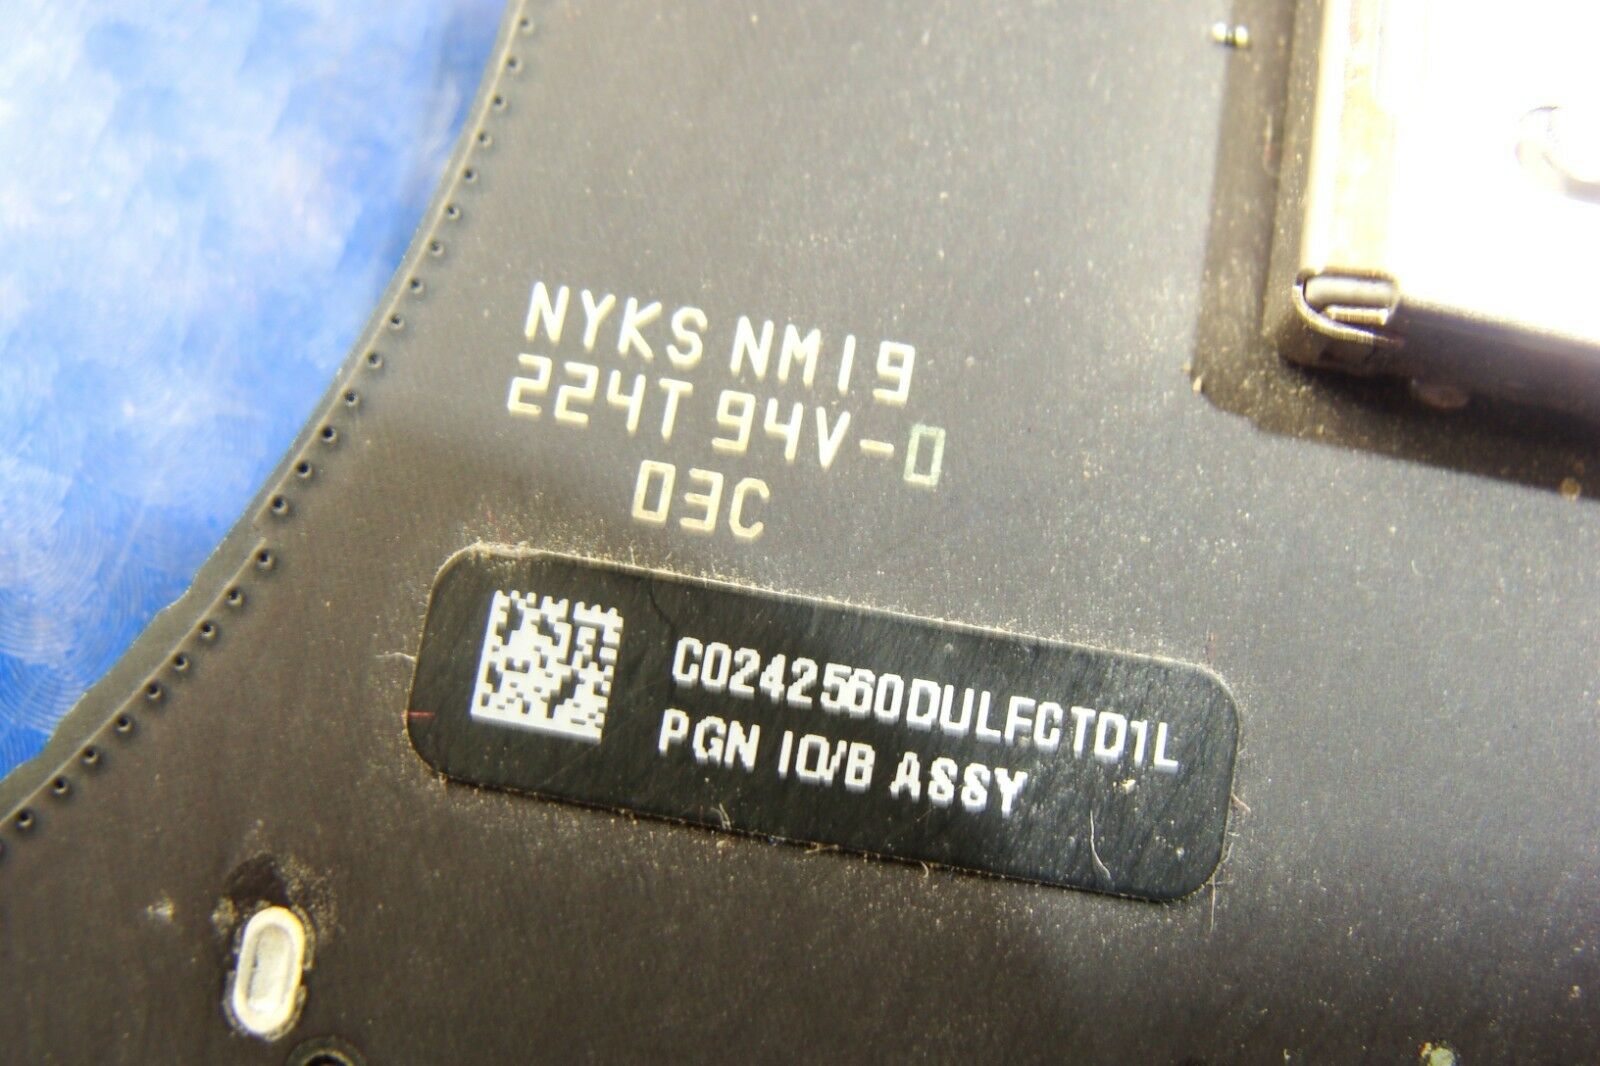 NYKS NM19
224T 94V-0
03C
C0242560DULFCTD1L
PGN IO/B ASSY